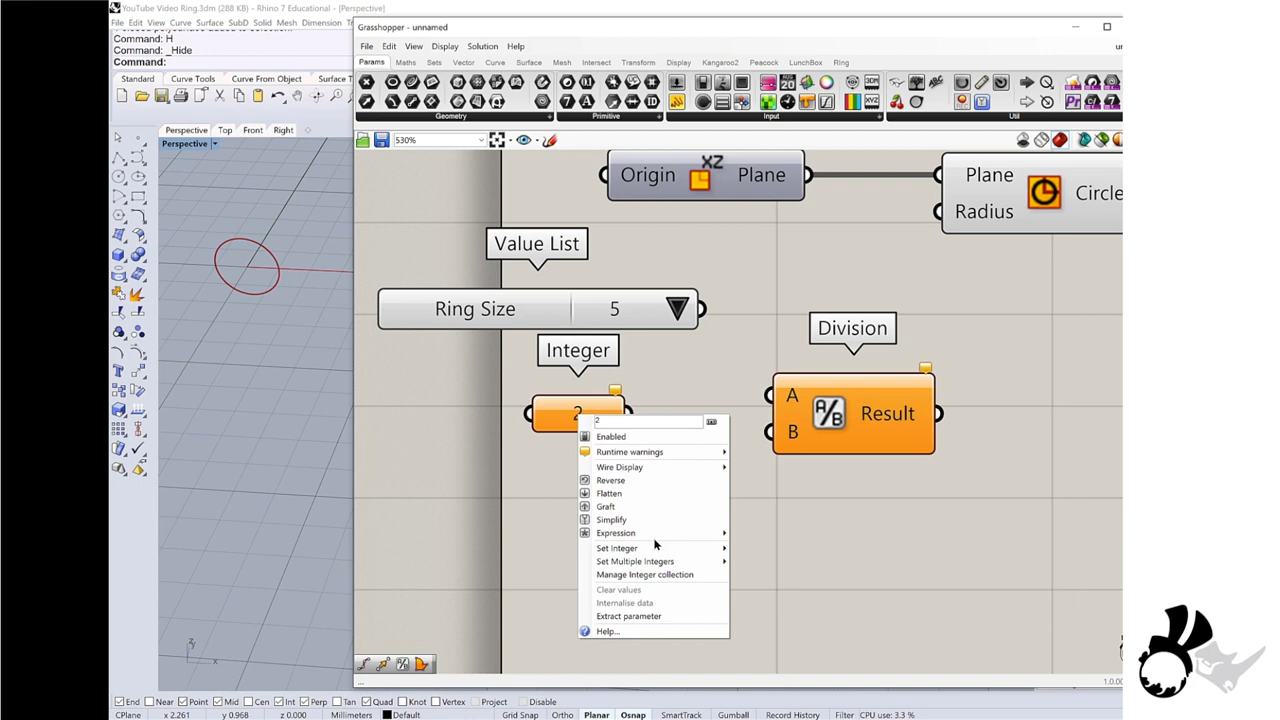 YouTube Video Ring.3dm (288 KB) - Rhino 7 Educational - [Perspective]
File Edit View Curve Surface SubD Solid Mesh Dimension
Command: H
Command: _Hide
Command:
Standard Curve Tools Curve From Object Surface T
Perspective Top Front Right
Perspective
Grasshopper - unnamed
File Edit View Display Solution Help
Params Maths Sets Vector Curve Surface Mesh Intersect Transform Display Kangaroo2 Peacock LunchBox Ring
Geometry Primitive Input Util
530%
Origin XZ Plane
Plane
Radius
Circle
Value List
Ring Size 5
Integer
2
Division
A
B
A/B
Result
2
Enabled
Runtime warnings
Wire Display
Reverse
Flatten
Graft
Simplify
Expression
Set Integer
Set Multiple Integers
Manage Integer collection
Clear values
Internalise data
Extract parameter
Help...
...
1.0.00
z y x
End Near Point Mid Cen Int Perp Tan Quad Knot Vertex Project Disable
CPlane x 2.261 y 0.968 z 0.000 Millimeters Default Grid Snap Ortho Planar Osnap SmartTrack Gumball Record History Filter CPU use: 3.3 %